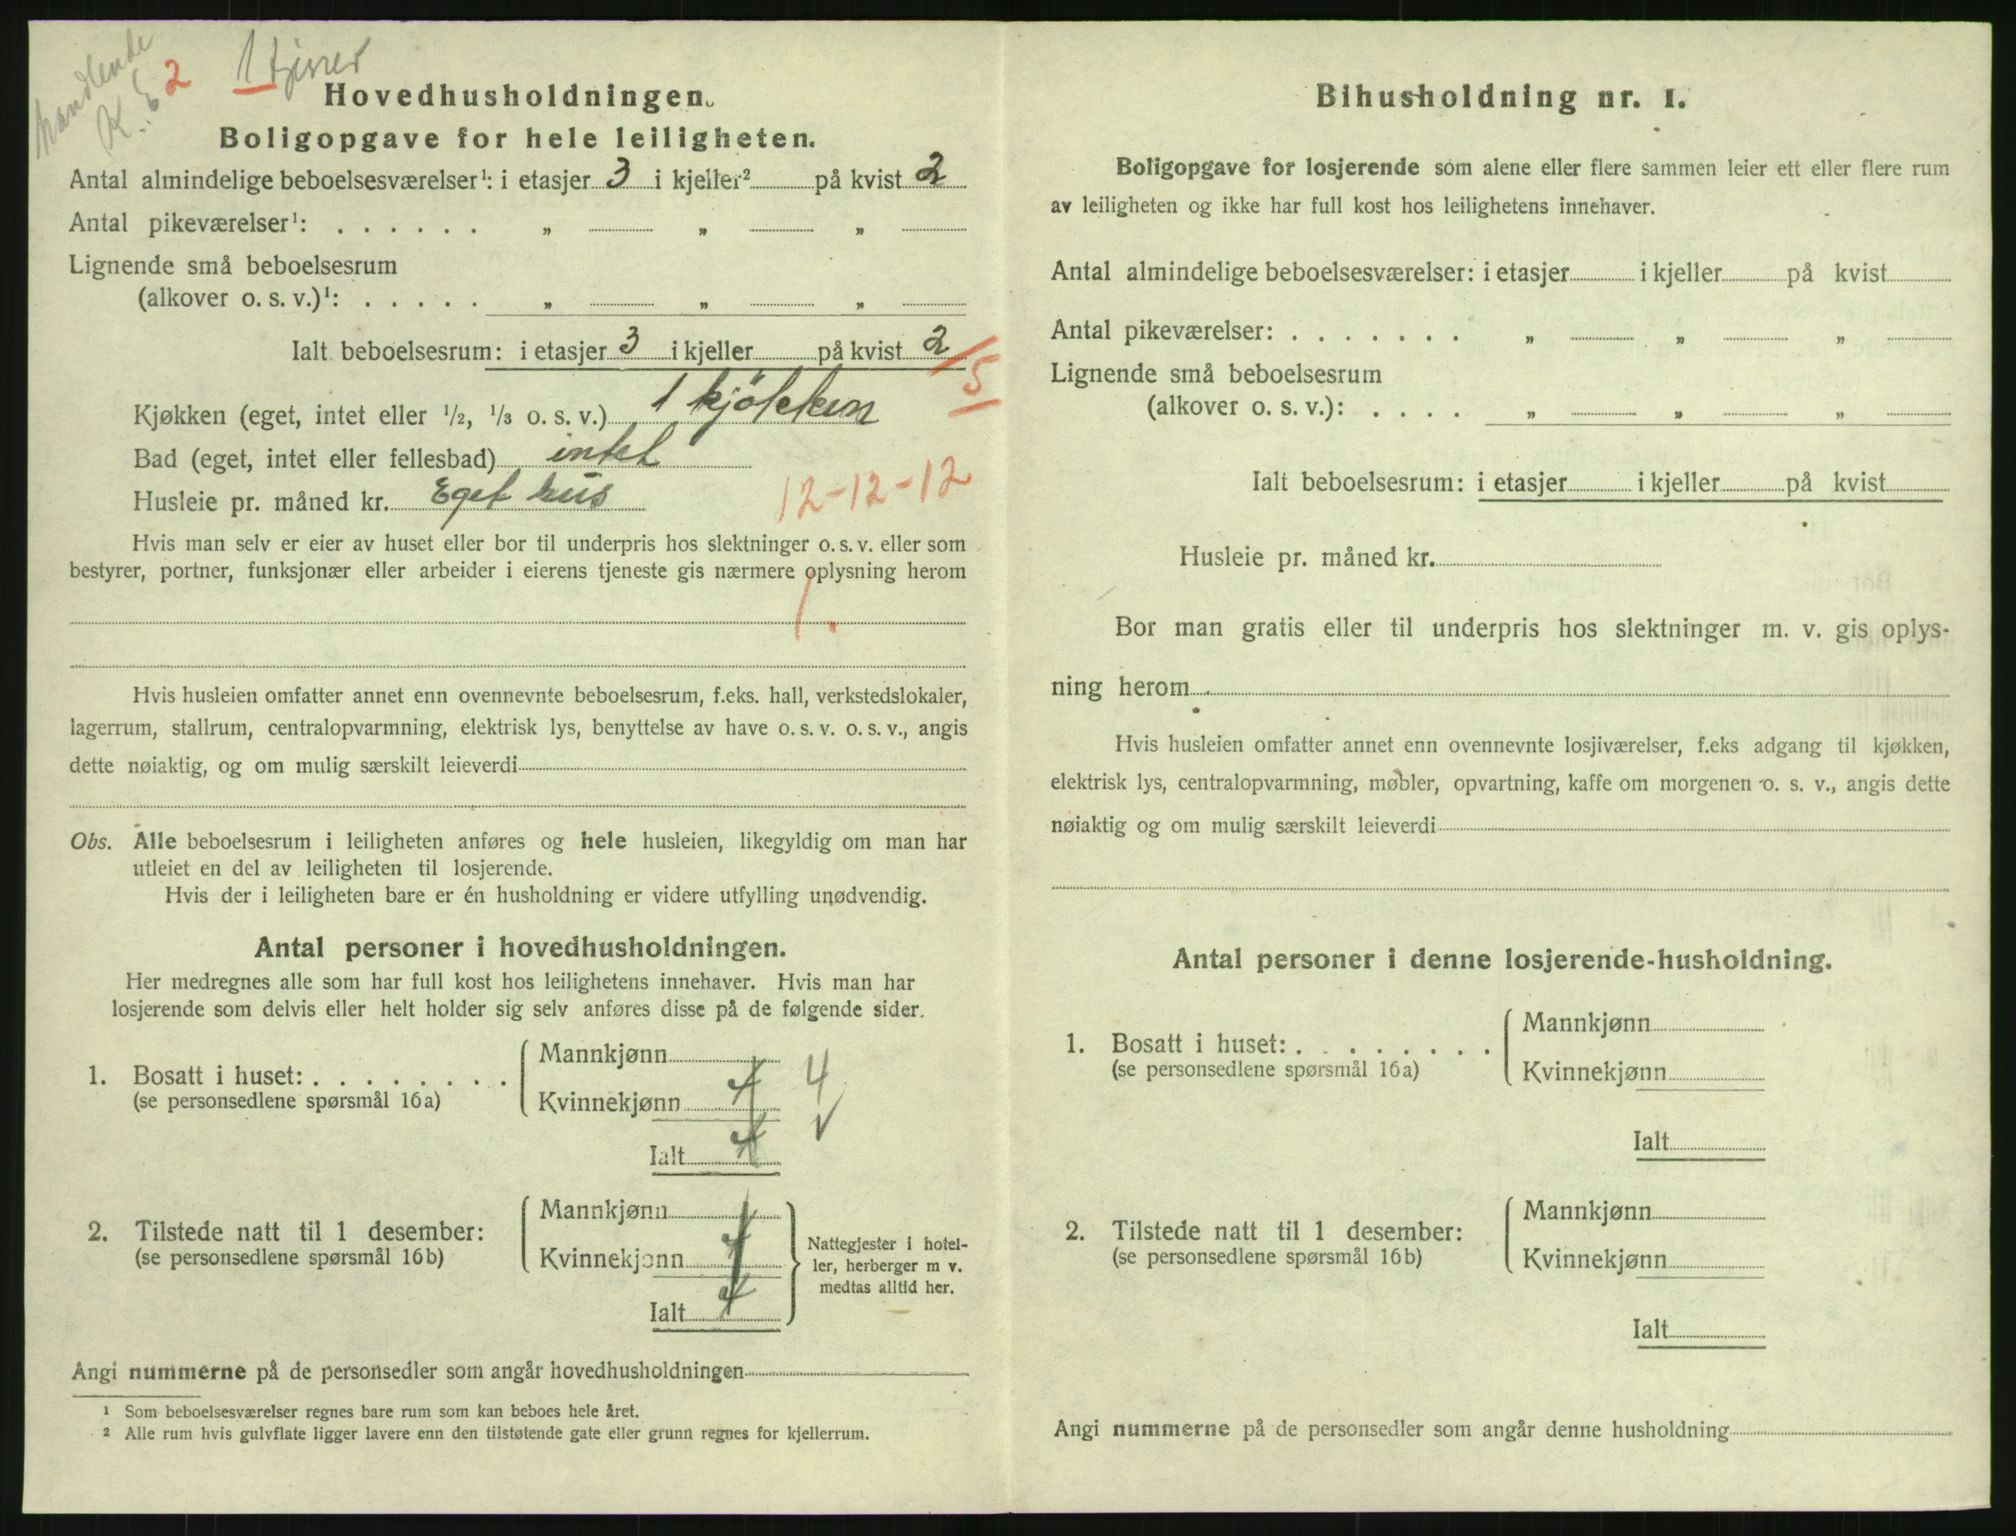 handlende
K. E 2 1 tjener
Hovedhusholdningen.
Boligopgave for hele leiligheten.
Antal almindelige beboelsesværelser¹: i etasjer 3 i kjeller² på kvist 2
Antal pikeværelser¹: . . . . . . „ „ „
Lignende små beboelsesrum
(alkover o. s. v.)¹: . . . . . „ „ „
Ialt beboelsesrum: i etasjer 3 i kjeller på kvist 2 / 5
Kjøkken (eget, intet eller 1/2, 1/3 o. s. v.) 1 kjökken
Bad (eget, intet eller fellesbad) intet
Husleie pr. måned kr. Eget hus 12-12-12
Hvis man selv er eier av huset eller bor til underpris hos slektninger o. s. v. eller som
bestyrer, portner, funksjonær eller arbeider i eierens tjeneste gis nærmere oplysning herom
1.
Hvis husleien omfatter annet enn ovennevnte beboelsesrum, f.eks. hall, verkstedslokaler,
lagerrum, stallrum, centralopvarmning, elektrisk lys, benyttelse av have o. s. v. o. s. v., angis
dette nøiaktig, og om mulig særskilt leieverdi
Obs. Alle beboelsesrum i leiligheten anføres og hele husleien, likegyldig om man har
utleiet en del av leiligheten til losjerende.
Hvis der i leiligheten bare er én husholdning er videre utfylling unødvendig.
Antal personer i hovedhusholdningen.
Her medregnes alle som har full kost hos leilighetens innehaver. Hvis man har
losjerende som delvis eller helt holder sig selv anføres disse på de følgende sider.
Mannkjønn
1. Bosatt i huset: . . . . . . . .
(se personsedlene spørsmål 16 a)
Kvinnekjønn 4 4 √
Ialt 4
Mannkjønn
2. Tilstede natt til 1 desember:
(se personsedlene spørsmål 16 b)
Kvinnekjønn 4
Ialt 4
Nattegjester i hotel-
ler, herberger m v.
medtas alltid her.
Angi nummerne på de personsedler som angår hovedhusholdningen
¹ Som beboelsesværelser regnes bare rum som kan beboes hele året.
² Alle rum hvis gulvflate ligger lavere enn den tilstøtende gate eller grunn regnes for kjellerrum.
Bihusholdning nr. 1.
Boligopgave for losjerende som alene eller flere sammen leier ett eller flere rum
av leiligheten og ikke har full kost hos leilighetens innehaver.
Antal almindelige beboelsesværelser: i etasjer i kjeller på kvist
Antal pikeværelser: . . . . . . . „ „ „
Lignende små beboelsesrum
(alkover o. s. v.): . . . . „ „ „
Ialt beboelsesrum: i etasjer i kjeller på kvist
Husleie pr. måned kr.
Bor man gratis eller til underpris hos slektninger m. v. gis oplys-
ning herom
Hvis husleien omfatter annet enn ovennevnte losjiværelser, f.eks adgang til kjøkken,
elektrisk lys, centralopvarmning, møbler, opvartning, kaffe om morgenen o. s. v., angis dette
nøiaktig og om mulig særskilt leieverdi
Antal personer i denne losjerende-husholdning.
Mannkjønn
1. Bosatt i huset: . . . . . . . .
(se personsedlene spørsmål 16 a)
Kvinnekjønn
Ialt
Mannkjønn
2. Tilstede natt til 1 desember:
(se personsedlene spørsmål 16 b)
Kvinnekjønn
Ialt
Angi nummerne på de personsedler som angår denne husholdning